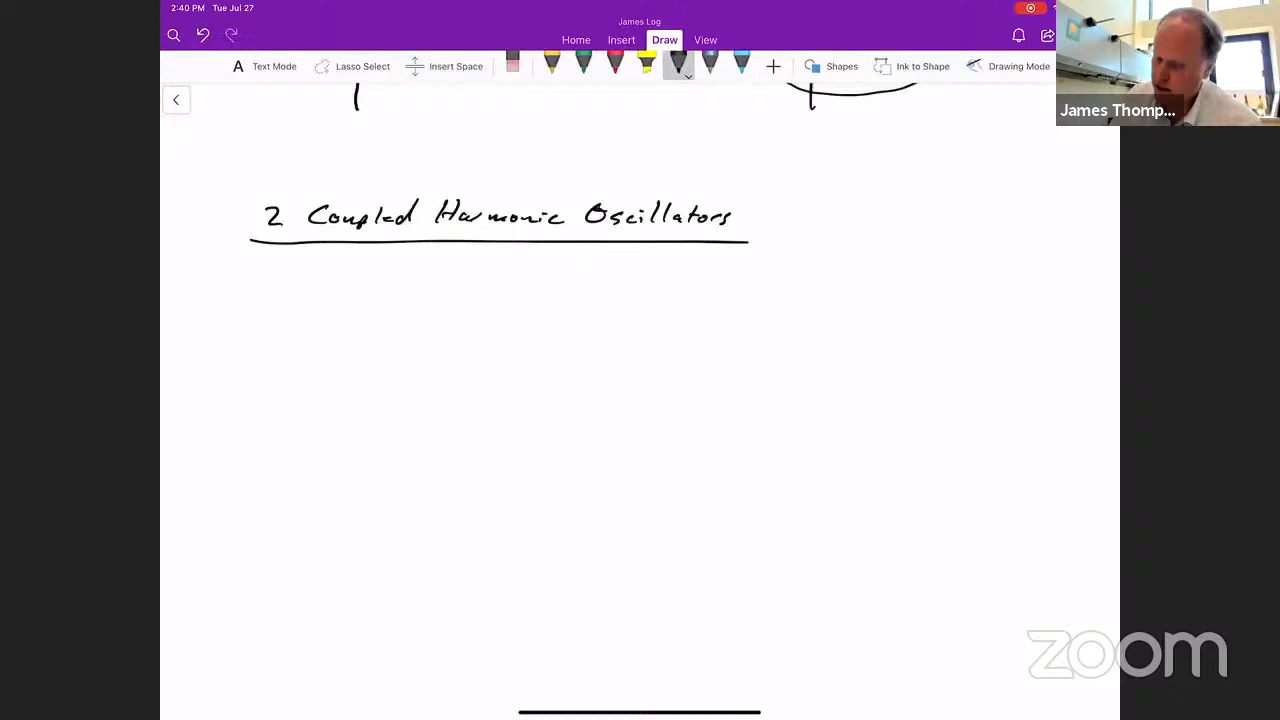 2:40 PM Tue Jul 27
James Log
Home Insert Draw View
A Text Mode Lasso Select Insert Space Shapes Ink to Shape Drawing Mode
James Thomp...
2 Coupled Harmonic Oscillators
zoom